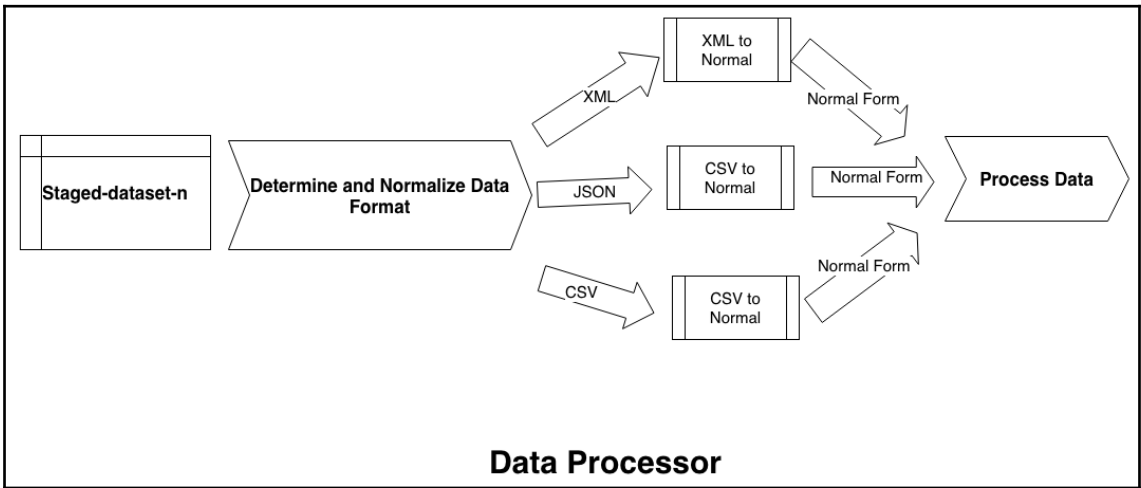 XML to
Normal
XML
Normal Form
Staged-dataset-n
Determine and Normalize Data
Format
JSON
CSV to
Normal
Normal Form
Process Data
CSV
CSV to
Normal
Normal Form
Data Processor